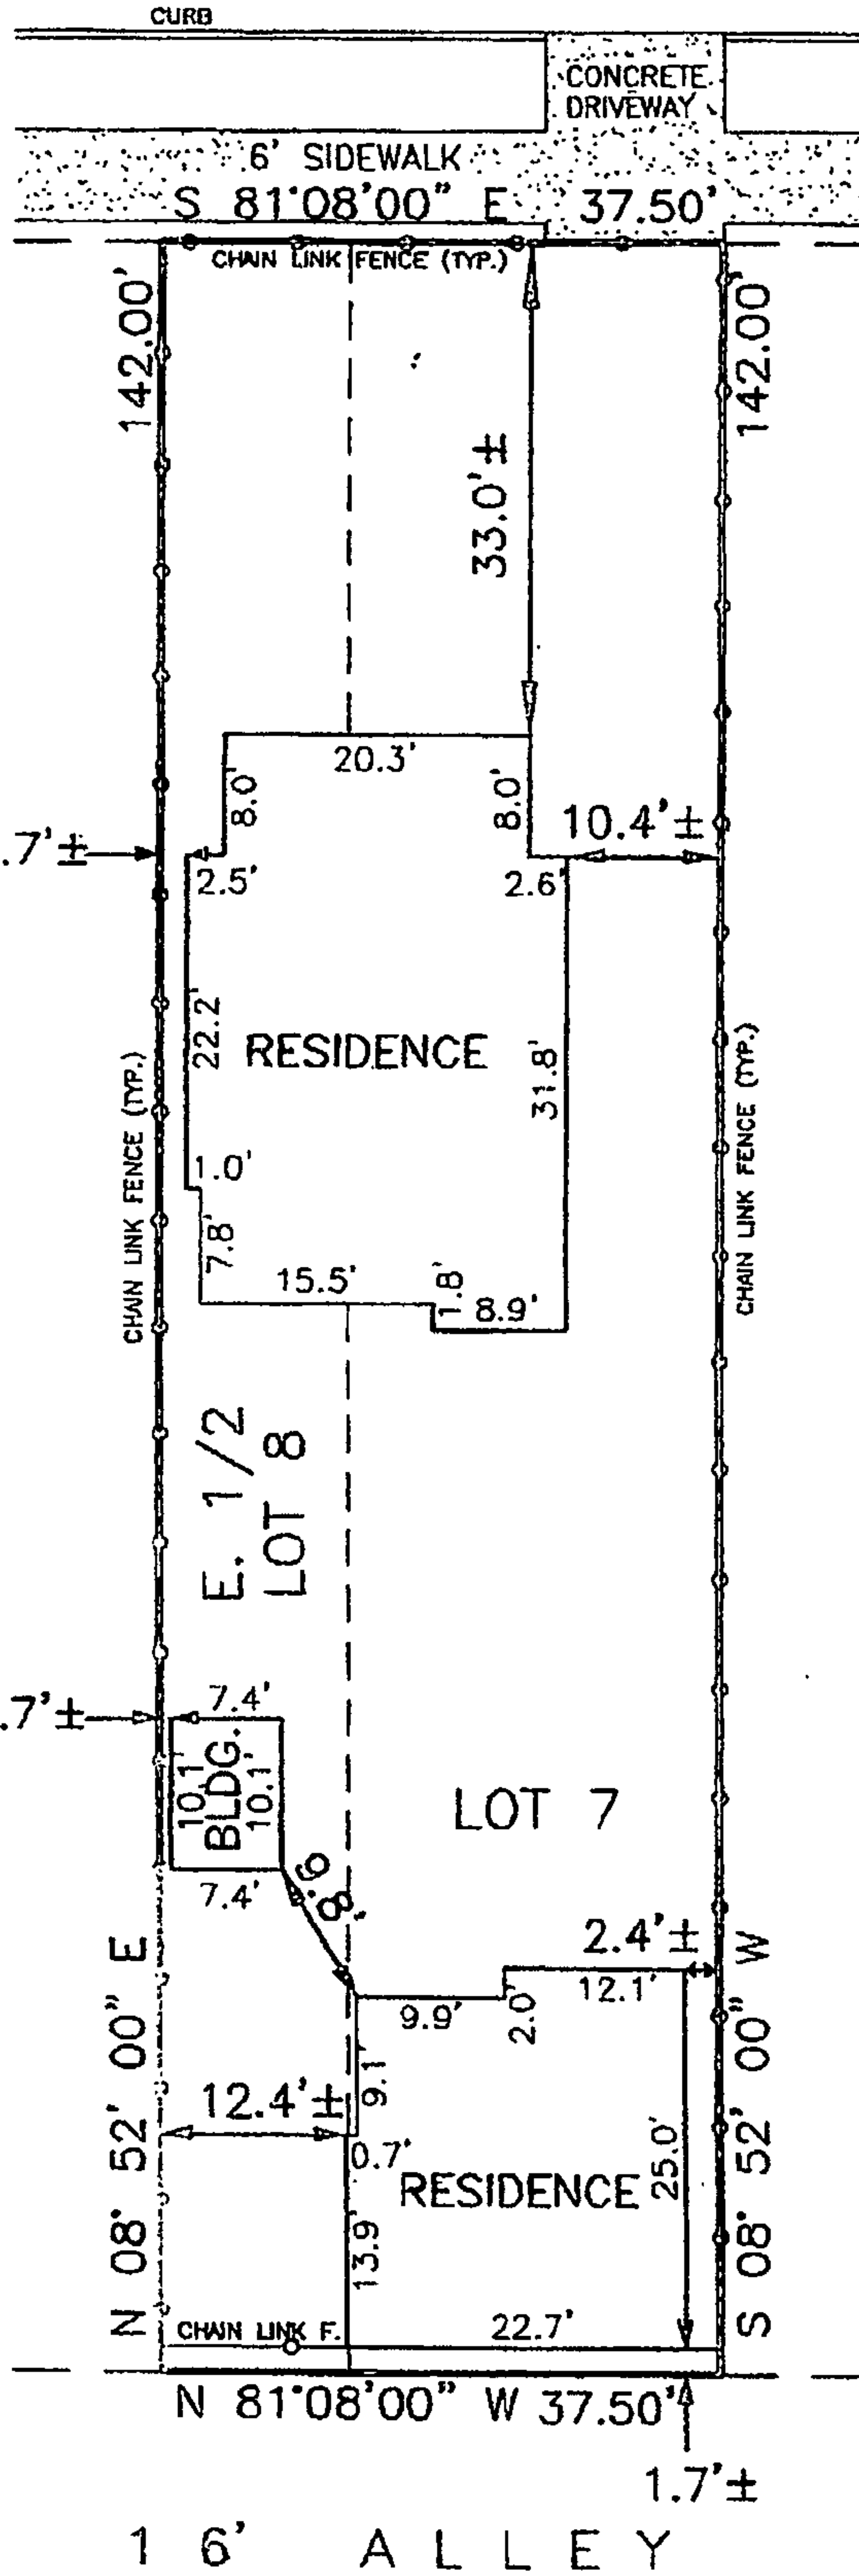 CURB
CONCRETE
DRIVEWAY
6' SIDEWALK
S 81°08'00" E 37.50'
CHAIN LINK FENCE (TYP.)
142.00'
142.00'
33.0'±
20.3'
8.0'
8.0'
10.4'±
.7'±
2.5'
2.6'
22.2'
RESIDENCE
31.8'
CHAIN LINK FENCE (TYP.)
CHAIN LINK FENCE (TYP.)
1.0'
7.8'
15.5'
1.8'
8.9'
E. 1/2
LOT 8
.7'±
7.4'
10.1'
BLDG.
10.1'
LOT 7
7.4'
9.8'
2.4'±
12.1'
9.9'
2.0'
9.1'
12.4'±
0.7'
RESIDENCE
25.0'
13.9'
N 08° 52' 00" E
S 08° 52' 00" W
CHAIN LINK F.
22.7'
N 81°08'00" W 37.50'
1.7'±
16' ALLEY